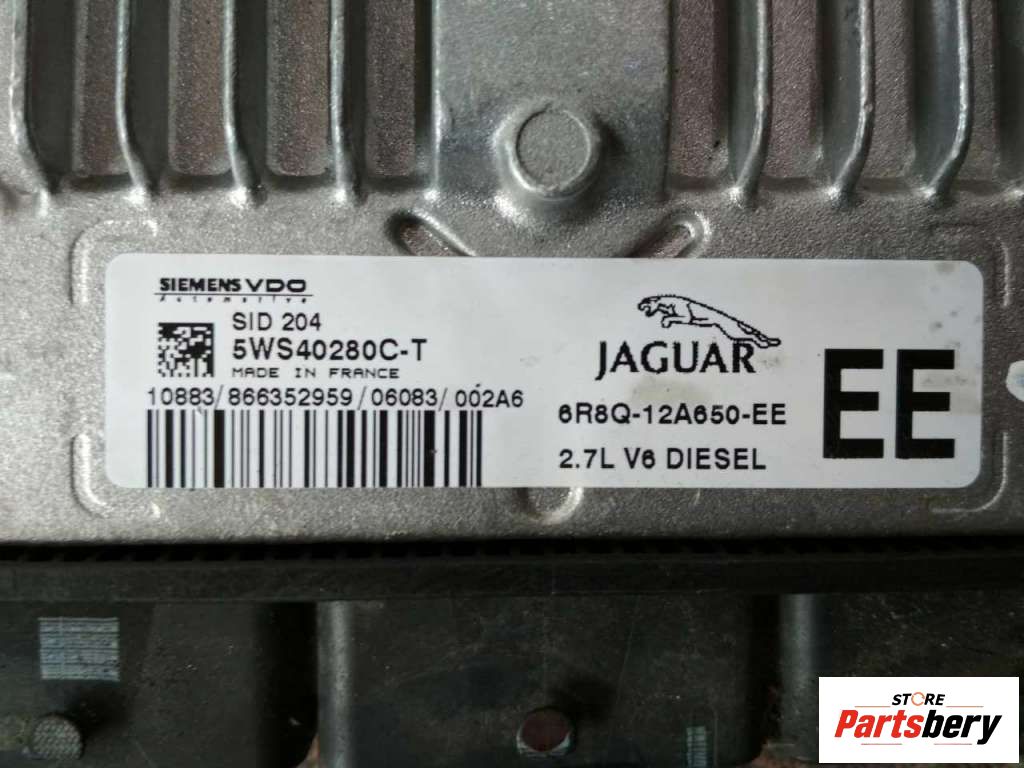 SIEMENS VDO
Automotive
SID 204
5WS40280C-T
MADE IN FRANCE
10883/866352959/06083/002A6
JAGUAR
6R8Q-12A650-EE
2.7L V6 DIESEL
EE
STORE
Partsbery